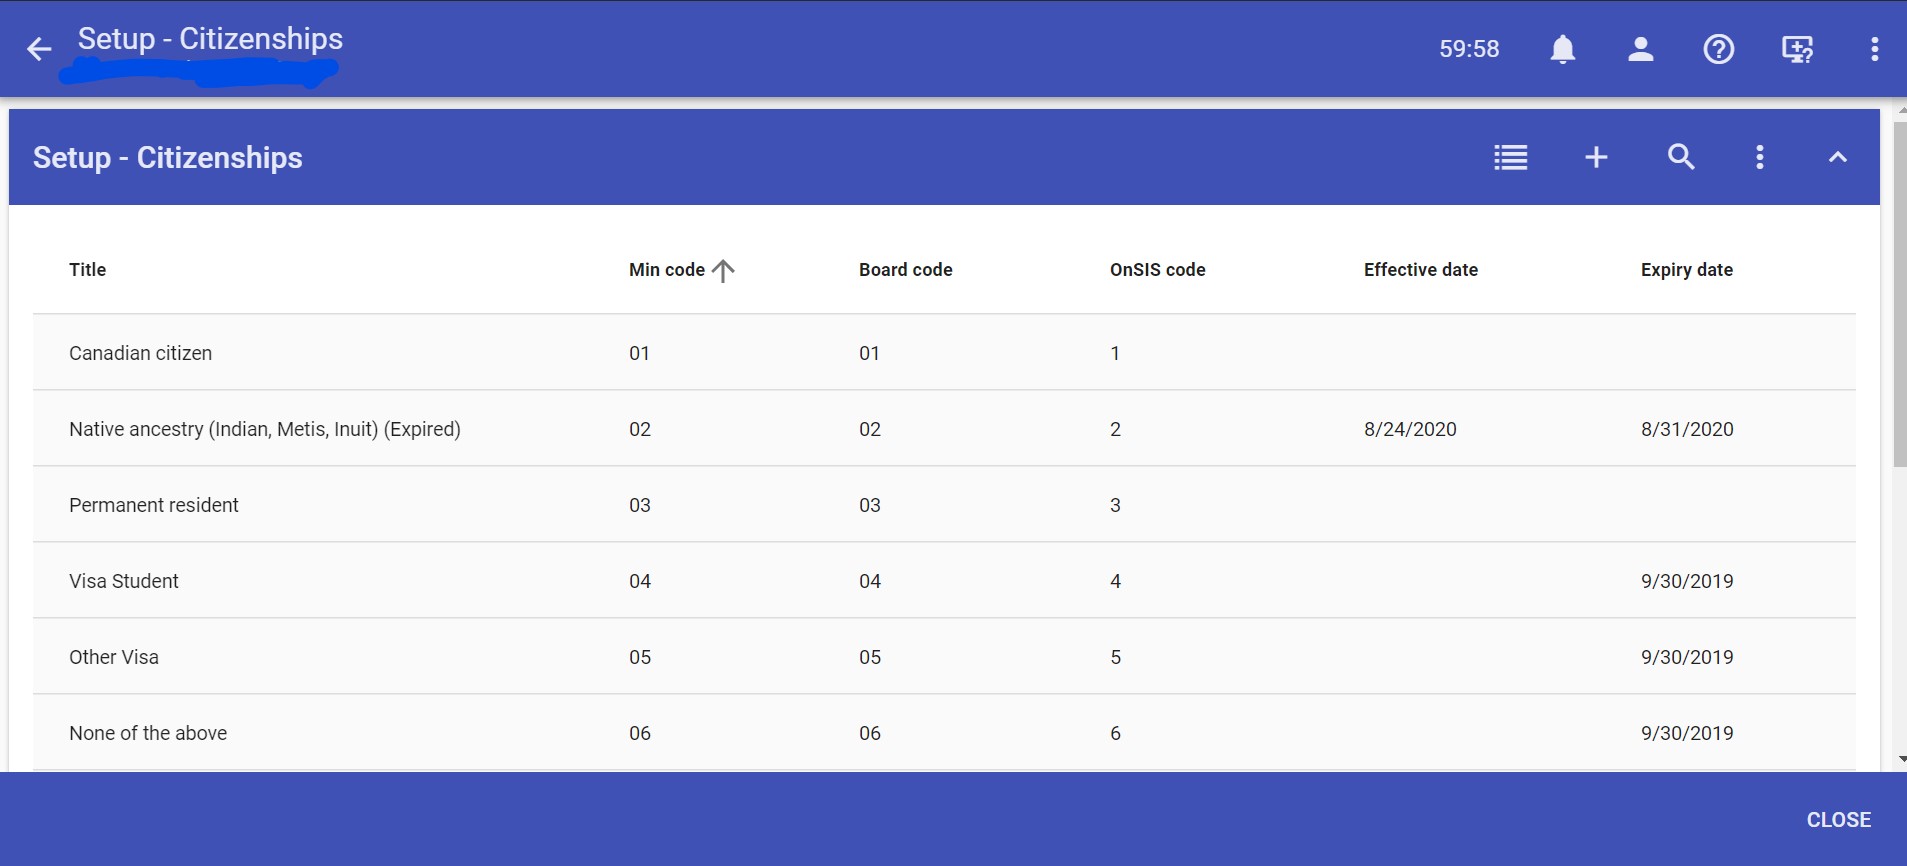 Setup - Citizenships
59:58
Setup - Citizenships
Title Min code Board code OnSIS code Effective date Expiry date
Canadian citizen 01 01 1
Native ancestry (Indian, Metis, Inuit) (Expired) 02 02 2 8/24/2020 8/31/2020
Permanent resident 03 03 3
Visa Student 04 04 4 9/30/2019
Other Visa 05 05 5 9/30/2019
None of the above 06 06 6 9/30/2019
CLOSE